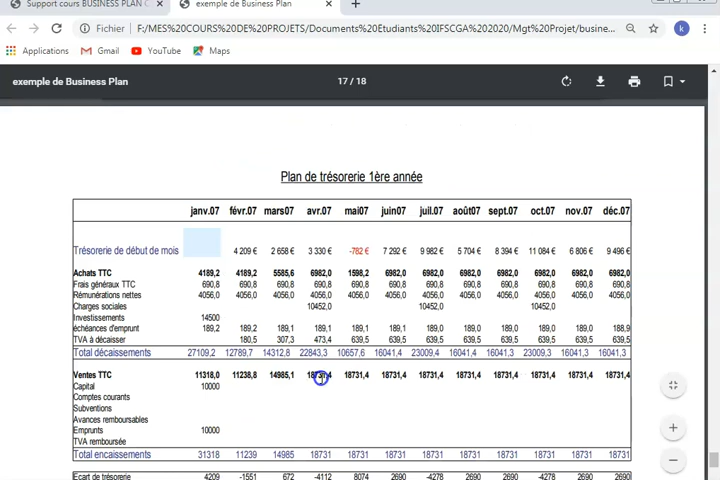 Support cours BUSINESS PLAN C × exemple de Business Plan × +
Fichier F:/MES%20COURS%20DE%20PROJETS/Documents%20Etudiants%20IFSCGA%202020/Mgt%20Projet/busine... k
Applications Gmail YouTube Maps
exemple de Business Plan 17 / 18
Plan de trésorerie 1ère année
janv.07 févr.07 mars07 avr.07 mai07 juin07 juil.07 août07 sept.07 oct.07 nov.07 déc.07
Trésorerie de début de mois 4 209 € 2 658 € 3 330 € -782 € 7 292 € 9 982 € 5 704 € 8 394 € 11 084 € 6 806 € 9 496 €
Achats TTC 4189,2 4189,2 5585,6 6982,0 1598,2 6982,0 6982,0 6982,0 6982,0 6982,0 6982,0 6982,0
Frais généraux TTC 690,8 690,8 690,8 690,8 690,8 690,8 690,8 690,8 690,8 690,8 690,8 690,8
Rémunérations nettes 4056,0 4056,0 4056,0 4056,0 4056,0 4056,0 4056,0 4056,0 4056,0 4056,0 4056,0 4056,0
Charges sociales 10452,0 10452,0 10452,0
Investissements 14500
échéances d'emprunt 189,2 189,2 189,1 189,1 189,1 189,1 189,0 189,0 189,0 189,0 189,0 188,9
TVA à décaisser 180,5 307,3 473,4 639,5 639,5 639,5 639,5 639,5 639,5 639,5 639,5
Total décaissements 27109,2 12789,7 14312.8 22843,3 10657,6 16041,4 23009,4 16041,4 16041,3 23009,3 16041,3 16041,3
Ventes TTC 11318,0 11238,8 14985,1 18731,4 18731,4 18731,4 18731,4 18731,4 18731,4 18731,4 18731,4 18731,4
Capital 10000
Comptes courants
Subventions
Avances remboursables
Emprunts 10000
TVA remboursée
Total encaissements 31318 11239 14985 18731 18731 18731 18731 18731 18731 18731 18731 18731
Ecart de trésorerie 4209 -1551 672 -4112 8074 2690 -4278 2690 2690 -4278 2690 2690